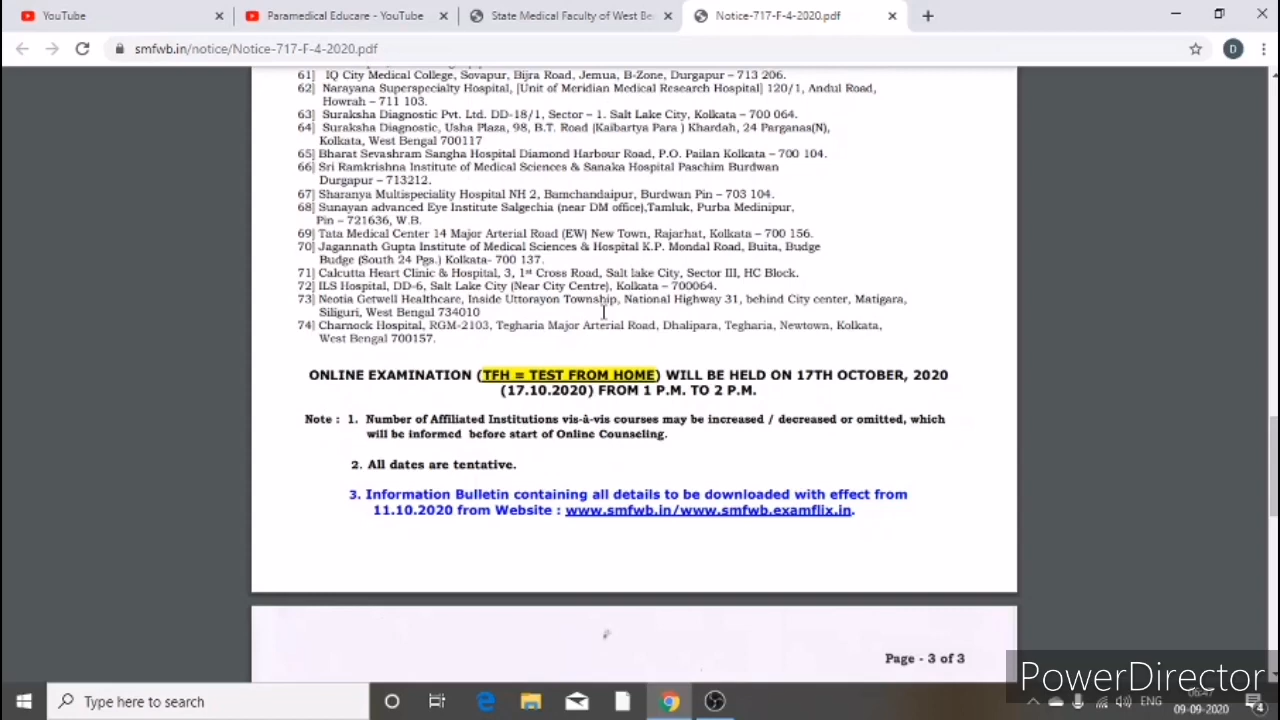 YouTube
Paramedical Educare - YouTube
State Medical Faculty of West Be
Notice-717-F-4-2020.pdf
smfwb.in/notice/Notice-717-F-4-2020.pdf
D
61] IQ City Medical College, Sovapur, Bijra Road, Jemua, B-Zone, Durgapur – 713 206.
62] Narayana Superspecialty Hospital, [Unit of Meridian Medical Research Hospital] 120/1, Andul Road,
Howrah – 711 103.
63] Suraksha Diagnostic Pvt. Ltd. DD-18/1, Sector – 1. Salt Lake City, Kolkata – 700 064.
64] Suraksha Diagnostic, Usha Plaza, 98, B.T. Road (Kaibartya Para ) Khardah, 24 Parganas(N),
Kolkata, West Bengal 700117
65] Bharat Sevashram Sangha Hospital Diamond Harbour Road, P.O. Pailan Kolkata – 700 104.
66] Sri Ramkrishna Institute of Medical Sciences & Sanaka Hospital Paschim Burdwan
Durgapur – 713212.
67] Sharanya Multispeciality Hospital NH 2, Bamchandaipur, Burdwan Pin – 703 104.
68] Sunayan advanced Eye Institute Salgechia (near DM office),Tamluk, Purba Medinipur,
Pin – 721636, W.B.
69] Tata Medical Center 14 Major Arterial Road (EW) New Town, Rajarhat, Kolkata – 700 156.
70] Jagannath Gupta Institute of Medical Sciences & Hospital K.P. Mondal Road, Buita, Budge
Budge (South 24 Pgs.) Kolkata- 700 137.
71] Calcutta Heart Clinic & Hospital, 3, 1st Cross Road, Salt lake City, Sector III, HC Block.
72] ILS Hospital, DD-6, Salt Lake City (Near City Centre), Kolkata – 700064.
73] Neotia Getwell Healthcare, Inside Uttorayon Township, National Highway 31, behind City center, Matigara,
Siliguri, West Bengal 734010
74] Charnock Hospital, RGM-2103, Tegharia Major Arterial Road, Dhalipara, Tegharia, Newtown, Kolkata,
West Bengal 700157.
ONLINE EXAMINATION (TFH = TEST FROM HOME) WILL BE HELD ON 17TH OCTOBER, 2020
(17.10.2020) FROM 1 P.M. TO 2 P.M.
Note : 1. Number of Affiliated Institutions vis-à-vis courses may be increased / decreased or omitted, which
will be informed before start of Online Counseling.
2. All dates are tentative.
3. Information Bulletin containing all details to be downloaded with effect from
11.10.2020 from Website : www.smfwb.in/www.smfwb.examflix.in.
Page - 3 of 3
PowerDirector
Type here to search
ENG
09-09-2020
4